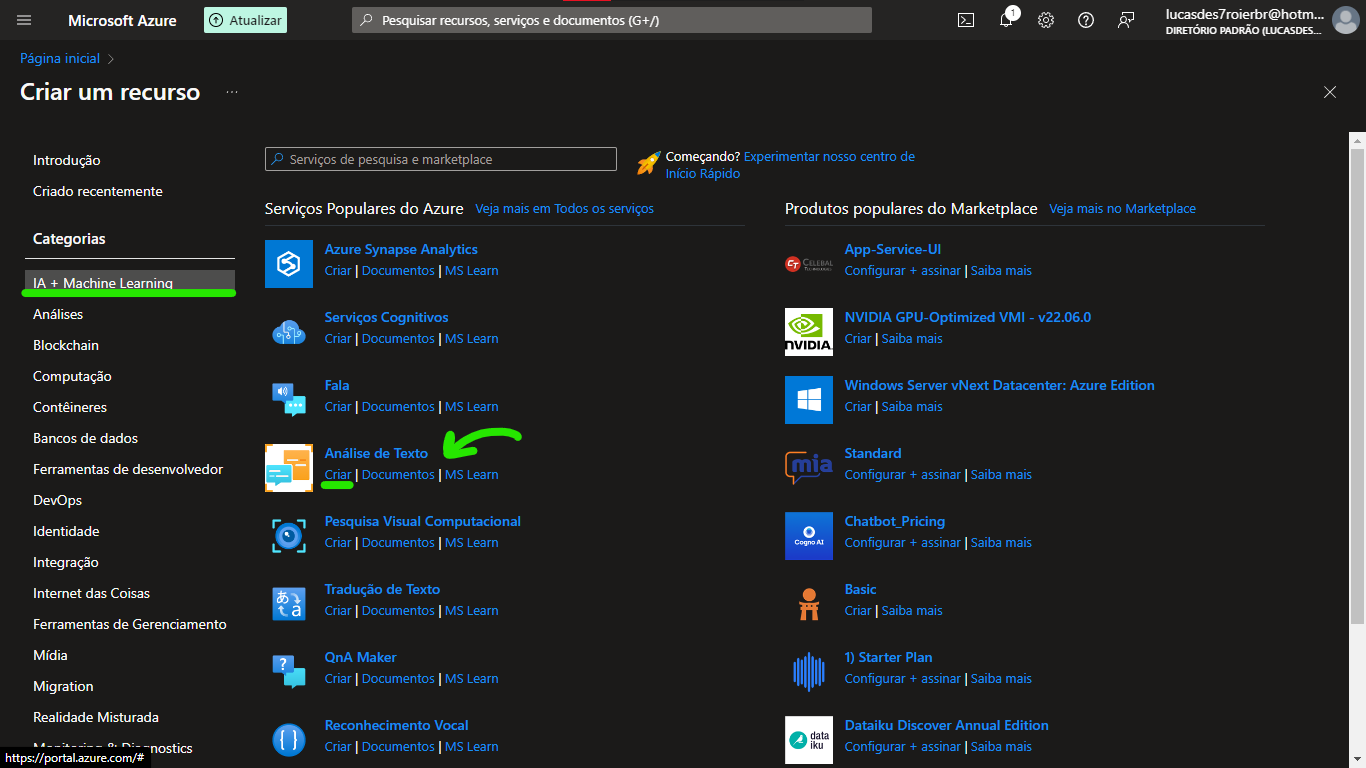 Microsoft Azure
Atualizar
Pesquisar recursos, serviços e documentos (G+/)
1
lucasdes7roierbr@hotm...
DIRETÓRIO PADRÃO (LUCASDES...
Página inicial
Criar um recurso
...
Introdução
Criado recentemente
Categorias
IA + Machine Learning
Análises
Blockchain
Computação
Contêineres
Bancos de dados
Ferramentas de desenvolvedor
DevOps
Identidade
Integração
Internet das Coisas
Ferramentas de Gerenciamento
Mídia
Migration
Realidade Misturada
Monitoring & Diagnostics
https://portal.azure.com/#
Serviços de pesquisa e marketplace
Começando? Experimentar nosso centro de
Início Rápido
Serviços Populares do Azure Veja mais em Todos os serviços
Azure Synapse Analytics
Criar | Documentos | MS Learn
Serviços Cognitivos
Criar | Documentos | MS Learn
Fala
Criar | Documentos | MS Learn
Análise de Texto
Criar | Documentos | MS Learn
Pesquisa Visual Computacional
Criar | Documentos | MS Learn
Tradução de Texto
Criar | Documentos | MS Learn
QnA Maker
Criar | Documentos | MS Learn
Reconhecimento Vocal
Criar | Documentos | MS Learn
Produtos populares do Marketplace Veja mais no Marketplace
CT CELEBAL
App-Service-UI
Configurar + assinar | Saiba mais
NVIDIA.
NVIDIA GPU-Optimized VMI - v22.06.0
Criar | Saiba mais
Windows Server vNext Datacenter: Azure Edition
Criar | Saiba mais
mia
Standard
Configurar + assinar | Saiba mais
Cogno AI
Chatbot_Pricing
Configurar + assinar | Saiba mais
Basic
Criar | Saiba mais
1) Starter Plan
Configurar + assinar | Saiba mais
data
iku
Dataiku Discover Annual Edition
Configurar + assinar | Saiba mais